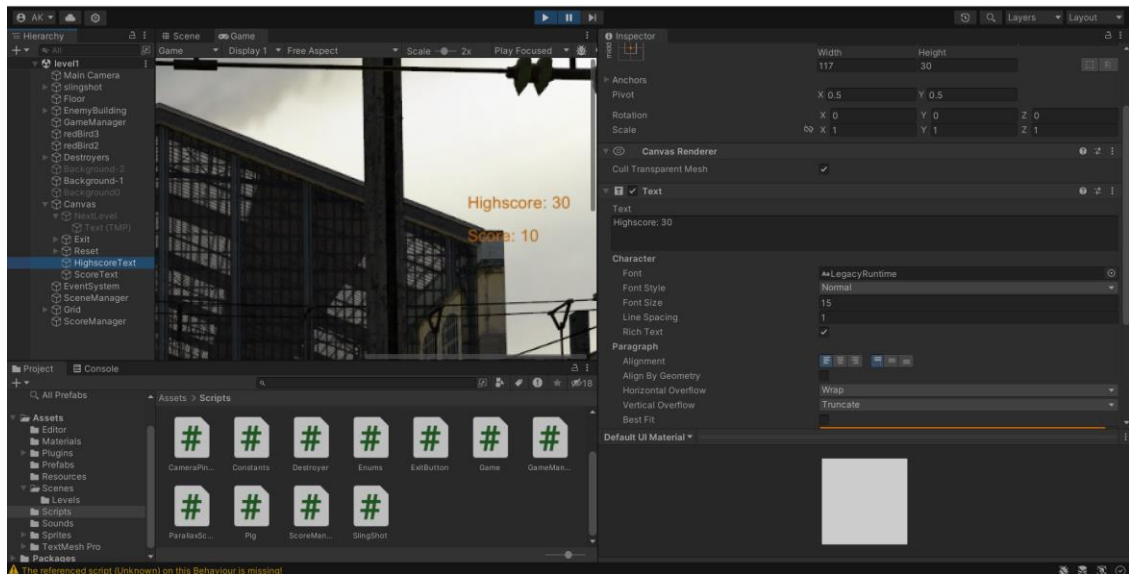 AK
Layers
Layout
Hierarchy
All
level1
Main Camera
slingshot
Floor
EnemyBuilding
GameManager
redBird3
redBird2
Destroyers
Background-2
Background-1
Background0
Canvas
NextLevel
Text (TMP)
Exit
Reset
HighscoreText
ScoreText
EventSystem
SceneManager
Grid
ScoreManager
Scene Game
Game Display 1 Free Aspect Scale 2x Play Focused
Highscore: 30
Score: 10
Inspector
Width Height
117 30
Anchors
Pivot X 0.5 Y 0.5
Rotation X 0 Y 0 Z 0
Scale X 1 Y 1 Z 1
Canvas Renderer
Cull Transparent Mesh
Text
Text
Highscore: 30
Character
Font LegacyRuntime
Font Style Normal
Font Size 15
Line Spacing 1
Rich Text
Paragraph
Alignment
Align By Geometry
Horizontal Overflow Wrap
Vertical Overflow Truncate
Best Fit
Default UI Material
Project Console
18
All Prefabs
Assets
Editor
Materials
Plugins
Prefabs
Resources
Scenes
Levels
Scripts
Sounds
Sprites
TextMesh Pro
Packages
Assets > Scripts
CameraPin... Constants Destroyer Enums ExitButton Game GameMan...
ParallaxSc... Pig ScoreMan... SlingShot
The referenced script (Unknown) on this Behaviour is missing!